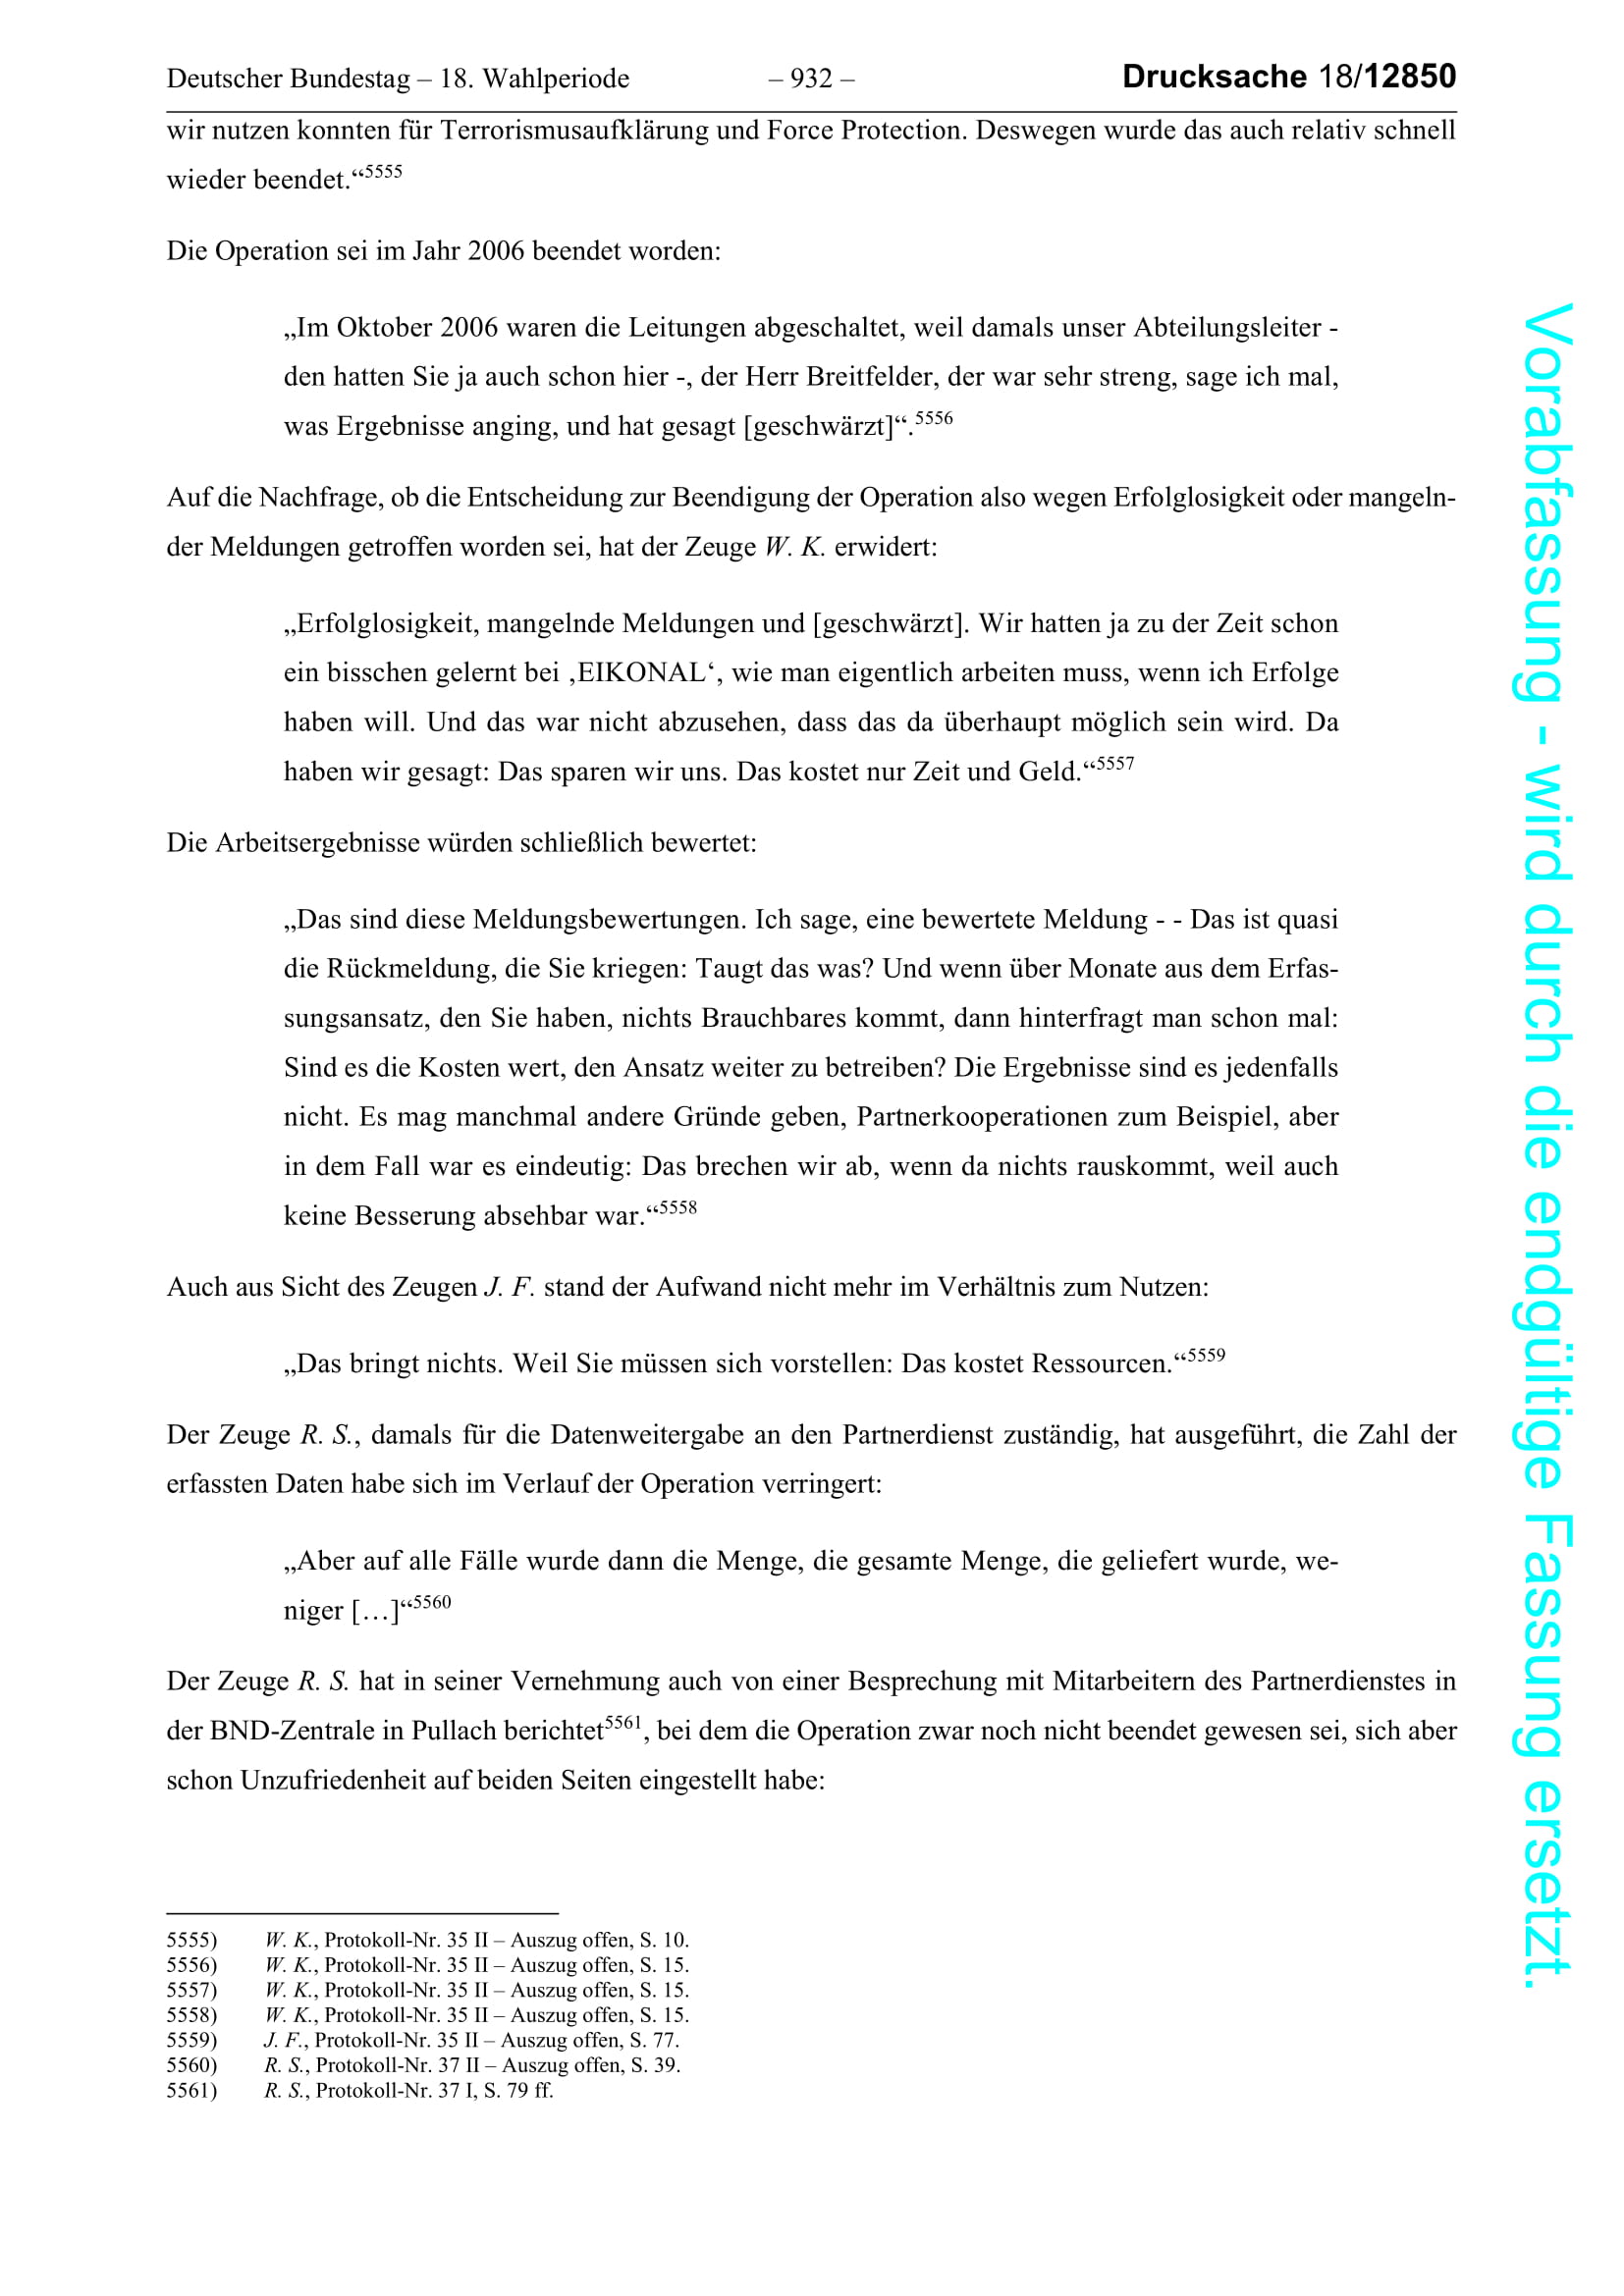 Deutscher Bundestag – 18. Wahlperiode – 932 – Drucksache 18/12850
wir nutzen konnten für Terrorismusaufklärung und Force Protection. Deswegen wurde das auch relativ schnell
wieder beendet.“5555
Die Operation sei im Jahr 2006 beendet worden:
„Im Oktober 2006 waren die Leitungen abgeschaltet, weil damals unser Abteilungsleiter -
den hatten Sie ja auch schon hier -, der Herr Breitfelder, der war sehr streng, sage ich mal,
was Ergebnisse anging, und hat gesagt [geschwärzt]“.5556
Auf die Nachfrage, ob die Entscheidung zur Beendigung der Operation also wegen Erfolglosigkeit oder mangeln-
der Meldungen getroffen worden sei, hat der Zeuge W. K. erwidert:
„Erfolglosigkeit, mangelnde Meldungen und [geschwärzt]. Wir hatten ja zu der Zeit schon
ein bisschen gelernt bei ‚EIKONAL‘, wie man eigentlich arbeiten muss, wenn ich Erfolge
haben will. Und das war nicht abzusehen, dass das da überhaupt möglich sein wird. Da
haben wir gesagt: Das sparen wir uns. Das kostet nur Zeit und Geld.“5557
Die Arbeitsergebnisse würden schließlich bewertet:
„Das sind diese Meldungsbewertungen. Ich sage, eine bewertete Meldung - - Das ist quasi
die Rückmeldung, die Sie kriegen: Taugt das was? Und wenn über Monate aus dem Erfas-
sungsansatz, den Sie haben, nichts Brauchbares kommt, dann hinterfragt man schon mal:
Sind es die Kosten wert, den Ansatz weiter zu betreiben? Die Ergebnisse sind es jedenfalls
nicht. Es mag manchmal andere Gründe geben, Partnerkooperationen zum Beispiel, aber
in dem Fall war es eindeutig: Das brechen wir ab, wenn da nichts rauskommt, weil auch
keine Besserung absehbar war.“5558
Auch aus Sicht des Zeugen J. F. stand der Aufwand nicht mehr im Verhältnis zum Nutzen:
„Das bringt nichts. Weil Sie müssen sich vorstellen: Das kostet Ressourcen.“5559
Der Zeuge R. S., damals für die Datenweitergabe an den Partnerdienst zuständig, hat ausgeführt, die Zahl der
erfassten Daten habe sich im Verlauf der Operation verringert:
„Aber auf alle Fälle wurde dann die Menge, die gesamte Menge, die geliefert wurde, we-
niger […]“5560
Der Zeuge R. S. hat in seiner Vernehmung auch von einer Besprechung mit Mitarbeitern des Partnerdienstes in
der BND-Zentrale in Pullach berichtet5561, bei dem die Operation zwar noch nicht beendet gewesen sei, sich aber
schon Unzufriedenheit auf beiden Seiten eingestellt habe:
5555) W. K., Protokoll-Nr. 35 II – Auszug offen, S. 10.
5556) W. K., Protokoll-Nr. 35 II – Auszug offen, S. 15.
5557) W. K., Protokoll-Nr. 35 II – Auszug offen, S. 15.
5558) W. K., Protokoll-Nr. 35 II – Auszug offen, S. 15.
5559) J. F., Protokoll-Nr. 35 II – Auszug offen, S. 77.
5560) R. S., Protokoll-Nr. 37 II – Auszug offen, S. 39.
5561) R. S., Protokoll-Nr. 37 I, S. 79 ff.
Vorabfassung - wird durch die endgültige Fassung ersetzt.